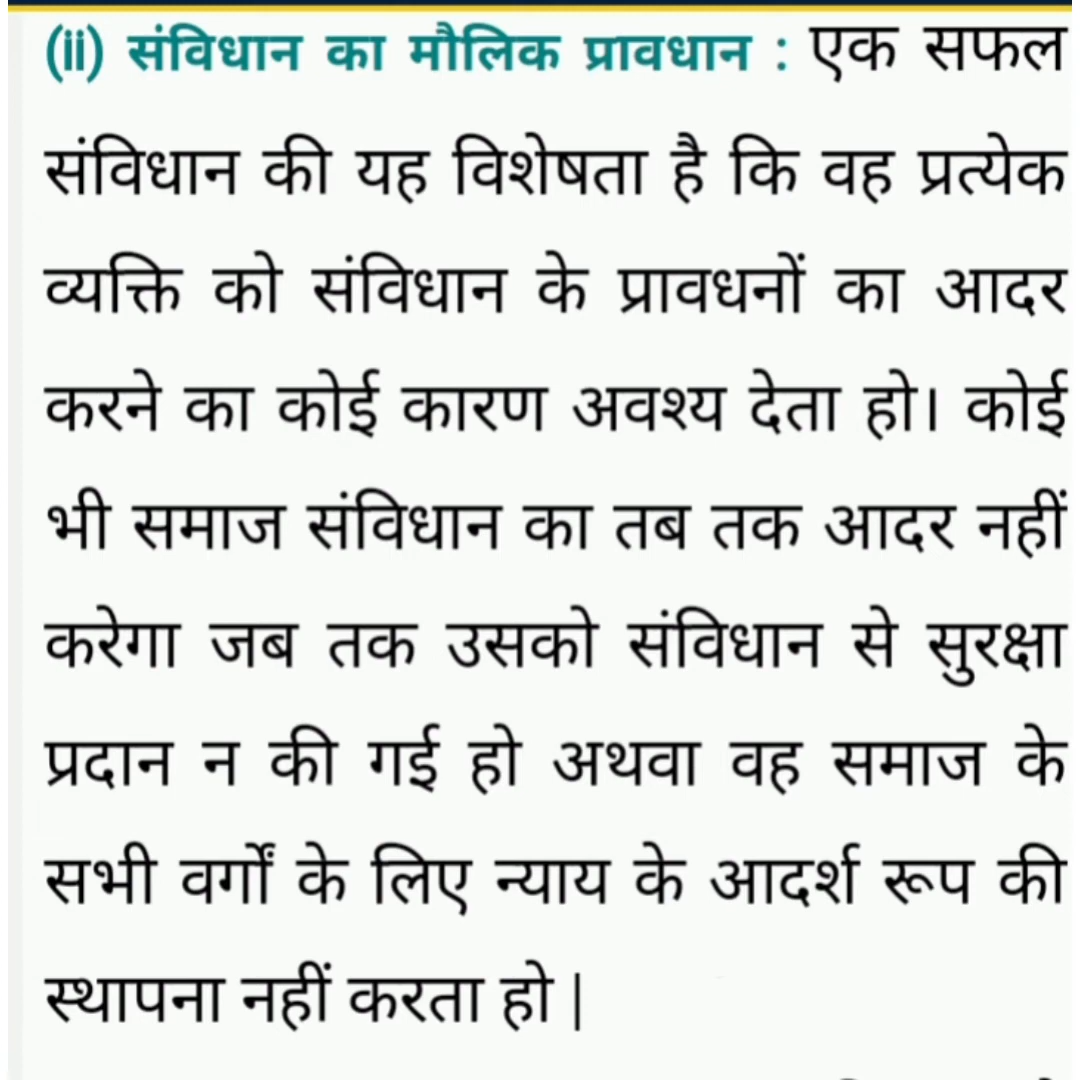 (ii) संविधान का मौलिक प्रावधान : एक सफल
संविधान की यह विशेषता है कि वह प्रत्येक
व्यक्ति को संविधान के प्रावधनों का आदर
करने का कोई कारण अवश्य देता हो। कोई
भी समाज संविधान का तब तक आदर नहीं
करेगा जब तक उसको संविधान से सुरक्षा
प्रदान न की गई हो अथवा वह समाज के
सभी वर्गों के लिए न्याय के आदर्श रूप की
स्थापना नहीं करता हो |